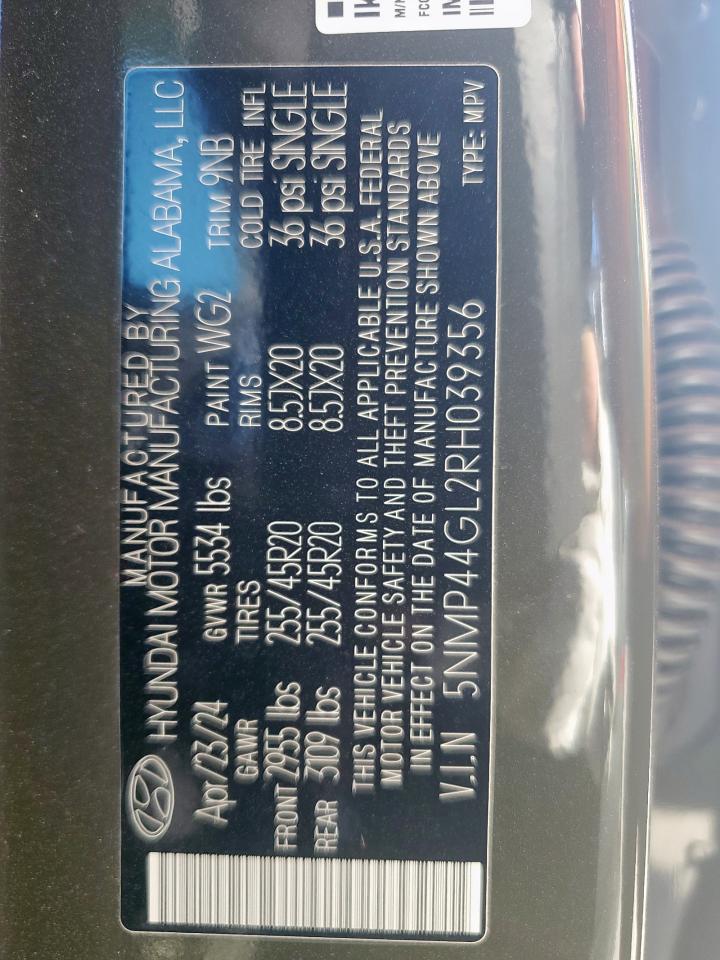 MANUFACTURED BY
HYUNDAI MOTOR MANUFACTURING ALABAMA, LLC
Apr/23/24 GVWR 5534 lbs PAINT WG2 TRIM 9NB
GAWR TIRES RIMS COLD TIRE INFL
FRONT 2955 lbs 255/45R20 8.5JX20 36 psi SINGLE
REAR 3109 lbs 255/45R20 8.5JX20 36 psi SINGLE
THIS VEHICLE CONFORMS TO ALL APPLICABLE U.S.A. FEDERAL
MOTOR VEHICLE SAFETY AND THEFT PREVENTION STANDARDS
IN EFFECT ON THE DATE OF MANUFACTURE SHOWN ABOVE
V.I.N 5NMP44GL2RH039356 TYPE: MPV